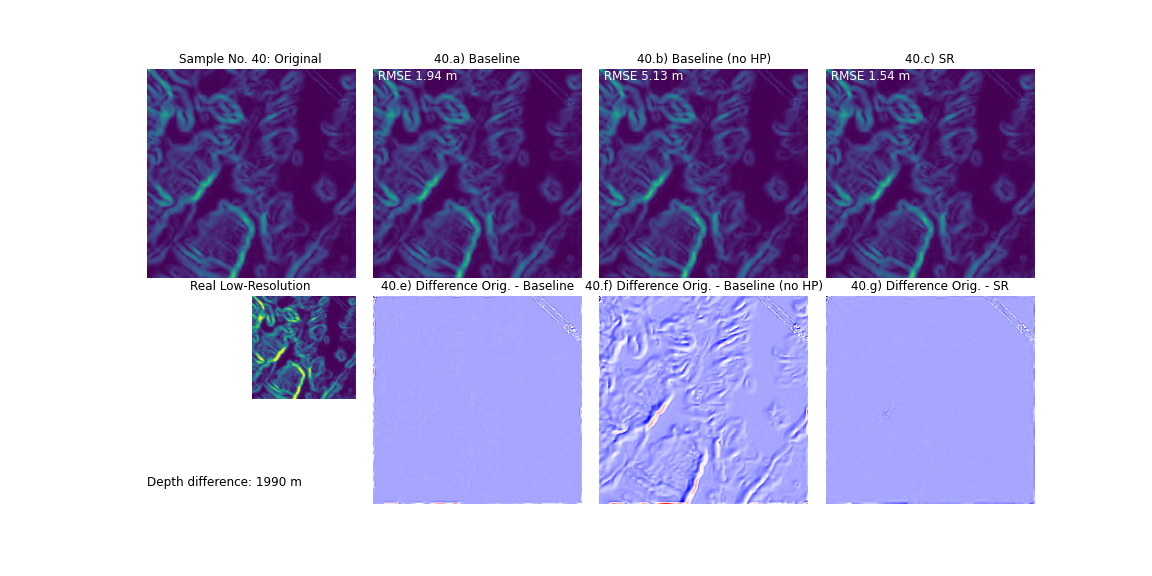 Sample No. 40: Original
40.a) Baseline
40.b) Baseline (no HP)
40.c) SR
RMSE 1.94 m
RMSE 5.13 m
RMSE 1.54 m
Real Low-Resolution
40.e) Difference Orig. - Baseline
40.f) Difference Orig. - Baseline (no HP)
40.g) Difference Orig. - SR
Depth difference: 1990 m